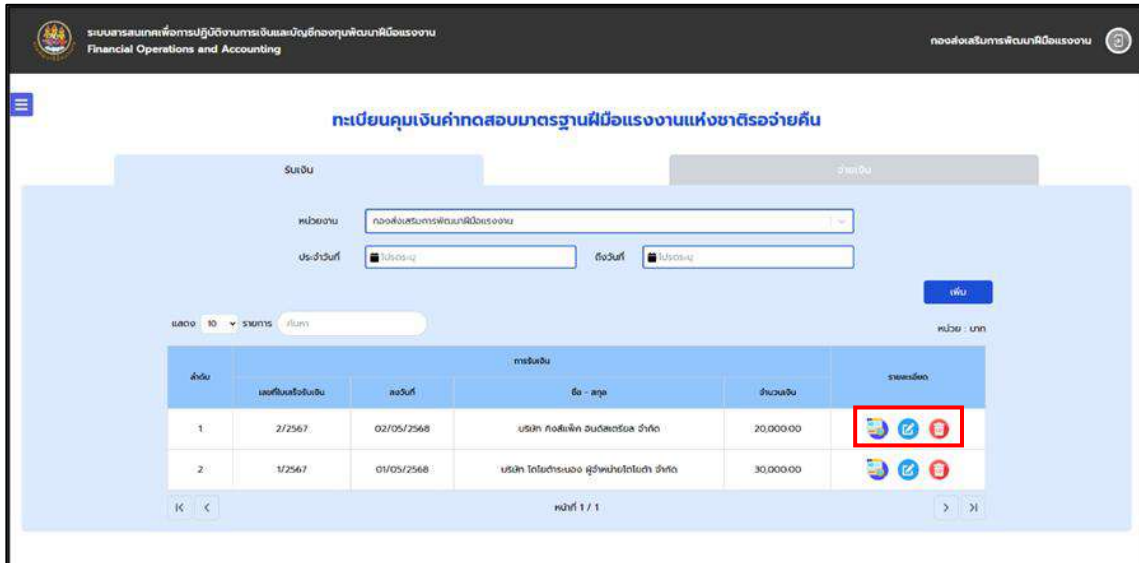 ระบบสารสนเทศเพื่อการปฏิบัติงานการเงินและบัญชีกองทุนพัฒนาฝีมือแรงงาน
Financial Operations and Accounting
กองส่งเสริมการพัฒนาฝีมือแรงงาน
ทะเบียนคุมเงินค่าทดสอบมาตรฐานฝีมือแรงงานแห่งชาติรอจ่ายคืน
รับเงิน จ่ายเงิน
หน่วยงาน กองส่งเสริมการพัฒนาฝีมือแรงงาน
ประจำวันที่ โปรดระบุ ถึงวันที่ โปรดระบุ
เพิ่ม
แสดง 10 รายการ ค้นหา
หน่วย : บาท
ลำดับ การรับเงิน รายละเอียด
เลขที่ใบเสร็จรับเงิน ลงวันที่ ชื่อ - สกุล จำนวนเงิน
1 2/2567 02/05/2568 บริษัท คิงส์แพ็ค อินดัสเตรียล จำกัด 20,000.00
2 1/2567 01/05/2568 บริษัท โตโยต้าระนอง ผู้จำหน่ายโตโยต้า จำกัด 30,000.00
หน้าที่ 1 / 1